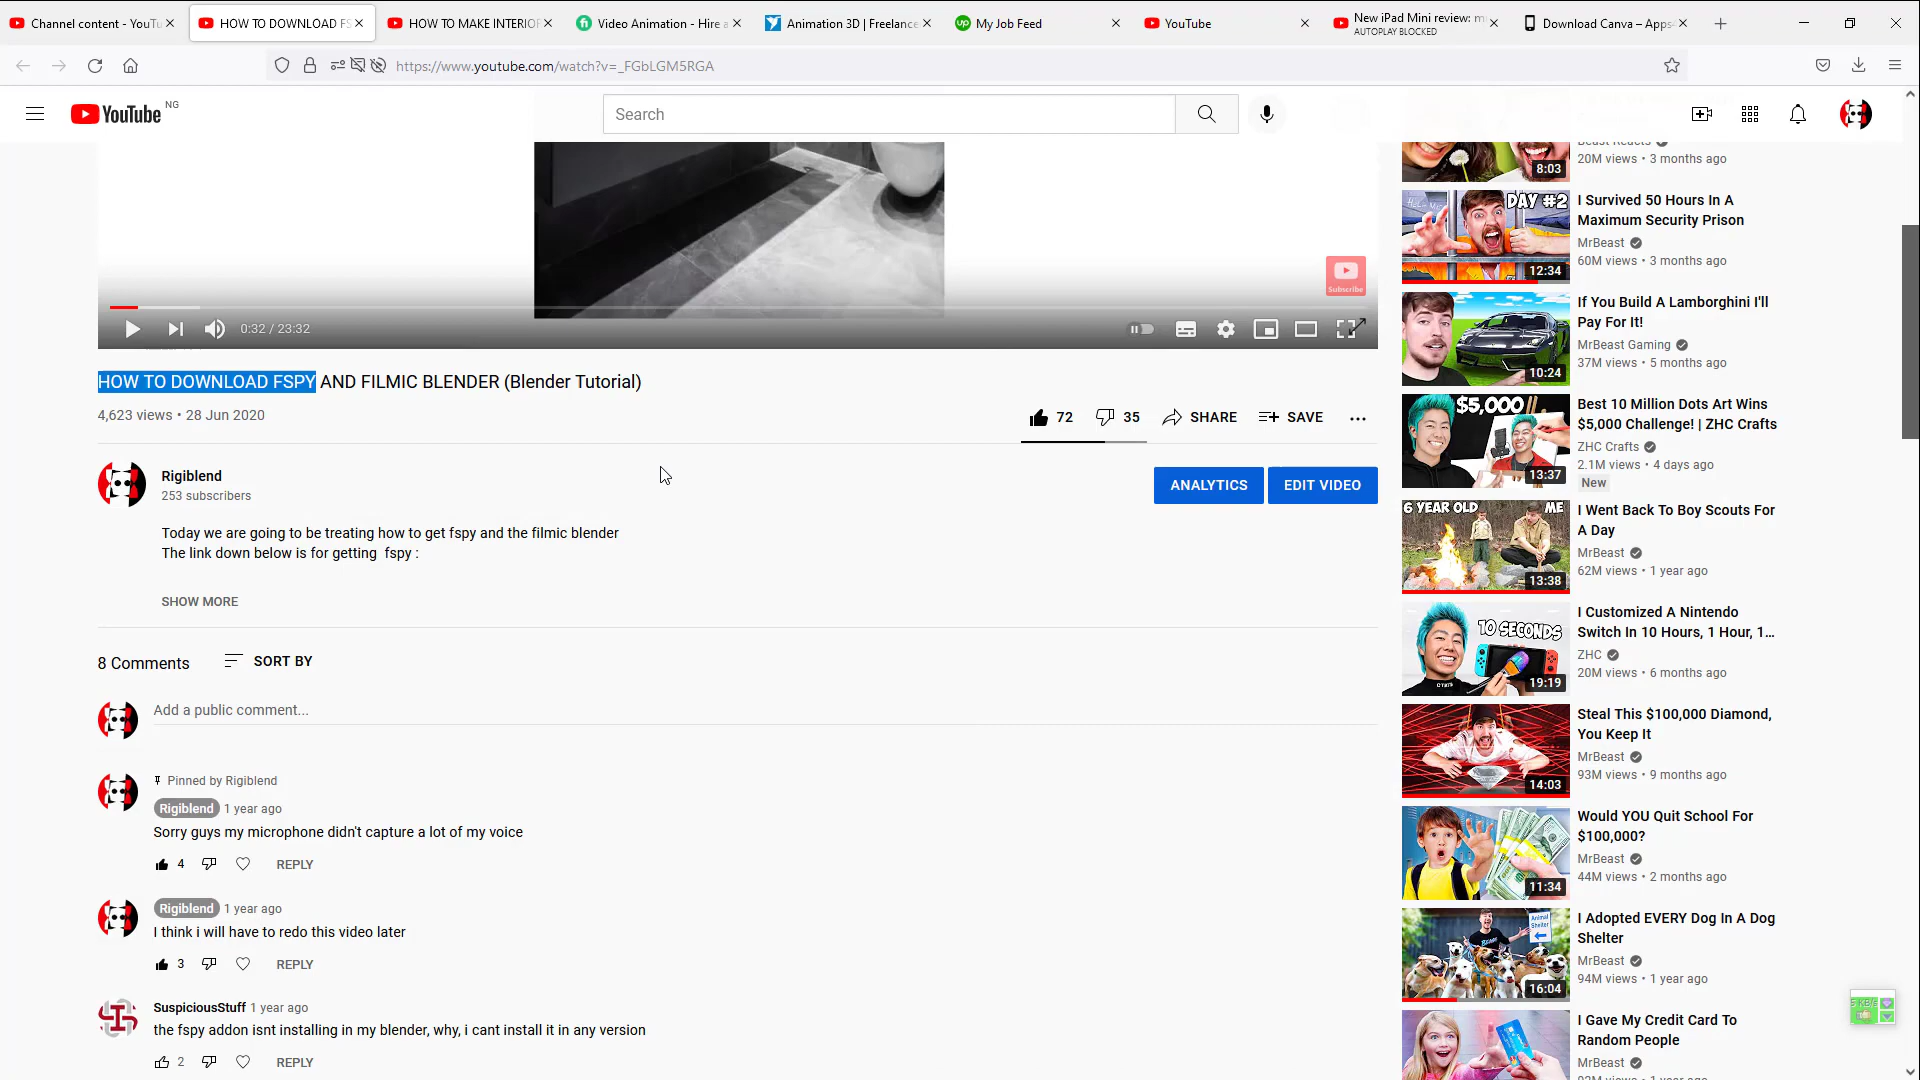 Channel content - YouTu
HOW TO DOWNLOAD FS
HOW TO MAKE INTERIOR
Video Animation - Hire a
Animation 3D | Freelance
My Job Feed
YouTube
New iPad Mini review: m
AUTOPLAY BLOCKED
Download Canva – Apps
https://www.youtube.com/watch?v=_FGbLGM5RGA
YouTube NG
Search
Subscribe
0:32 / 23:32
HOW TO DOWNLOAD FSPY AND FILMIC BLENDER (Blender Tutorial)
4,623 views • 28 Jun 2020
72
35
SHARE
SAVE
Rigiblend
253 subscribers
ANALYTICS
EDIT VIDEO
Today we are going to be treating how to get fspy and the filmic blender
The link down below is for getting fspy :
SHOW MORE
8 Comments
SORT BY
Add a public comment...
Pinned by Rigiblend
Rigiblend 1 year ago
Sorry guys my microphone didn't capture a lot of my voice
4
REPLY
Rigiblend 1 year ago
I think i will have to redo this video later
3
REPLY
SuspiciousStuff 1 year ago
the fspy addon isnt installing in my blender, why, i cant install it in any version
2
REPLY
8:03
Beast Reacts
20M views • 3 months ago
DAY #2
12:34
I Survived 50 Hours In A
Maximum Security Prison
MrBeast
60M views • 3 months ago
10:24
If You Build A Lamborghini I'll
Pay For It!
MrBeast Gaming
37M views • 5 months ago
$5,000
13:37
Best 10 Million Dots Art Wins
$5,000 Challenge! | ZHC Crafts
ZHC Crafts
2.1M views • 4 days ago
New
6 YEAR OLD
ME
13:38
I Went Back To Boy Scouts For
A Day
MrBeast
62M views • 1 year ago
10 SECONDS
19:19
I Customized A Nintendo
Switch In 10 Hours, 1 Hour, 1...
ZHC
20M views • 6 months ago
14:03
Steal This $100,000 Diamond,
You Keep It
MrBeast
93M views • 9 months ago
11:34
Would YOU Quit School For
$100,000?
MrBeast
44M views • 2 months ago
Animal
Shelter
16:04
I Adopted EVERY Dog In A Dog
Shelter
MrBeast
94M views • 1 year ago
I Gave My Credit Card To
Random People
MrBeast